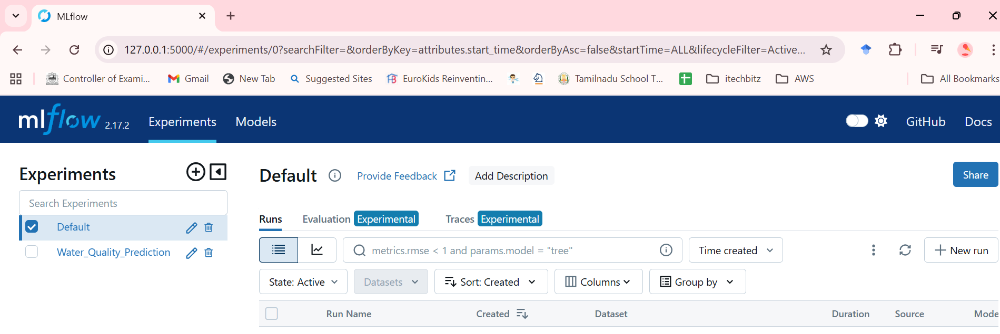 MLflow
127.0.0.1:5000/#/experiments/0?searchFilter=&orderByKey=attributes.start_time&orderByAsc=false&startTime=ALL&lifecycleFilter=Active...
Controller of Exami... Gmail New Tab Suggested Sites EuroKids Reinventin... Tamilnadu School T... itechbitz AWS All Bookmarks
mlflow 2.17.2 Experiments Models GitHub Docs
Experiments
Search Experiments
Default
Water_Quality_Prediction
Default Provide Feedback Add Description Share
Runs Evaluation Experimental Traces Experimental
metrics.rmse < 1 and params.model = "tree" Time created New run
State: Active Datasets Sort: Created Columns Group by
Run Name Created Dataset Duration Source Mode